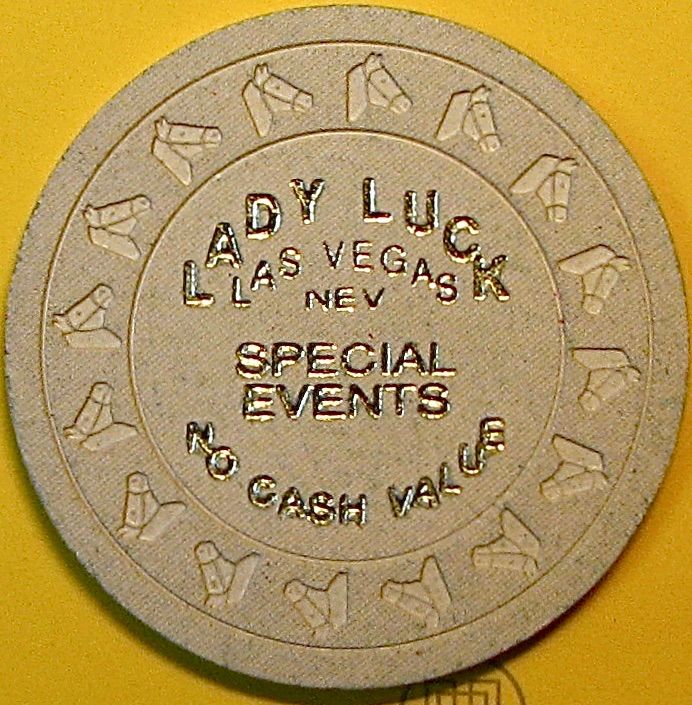 LADY LUCK
LAS VEGAS
NEV
SPECIAL
EVENTS
NO CASH VALUE